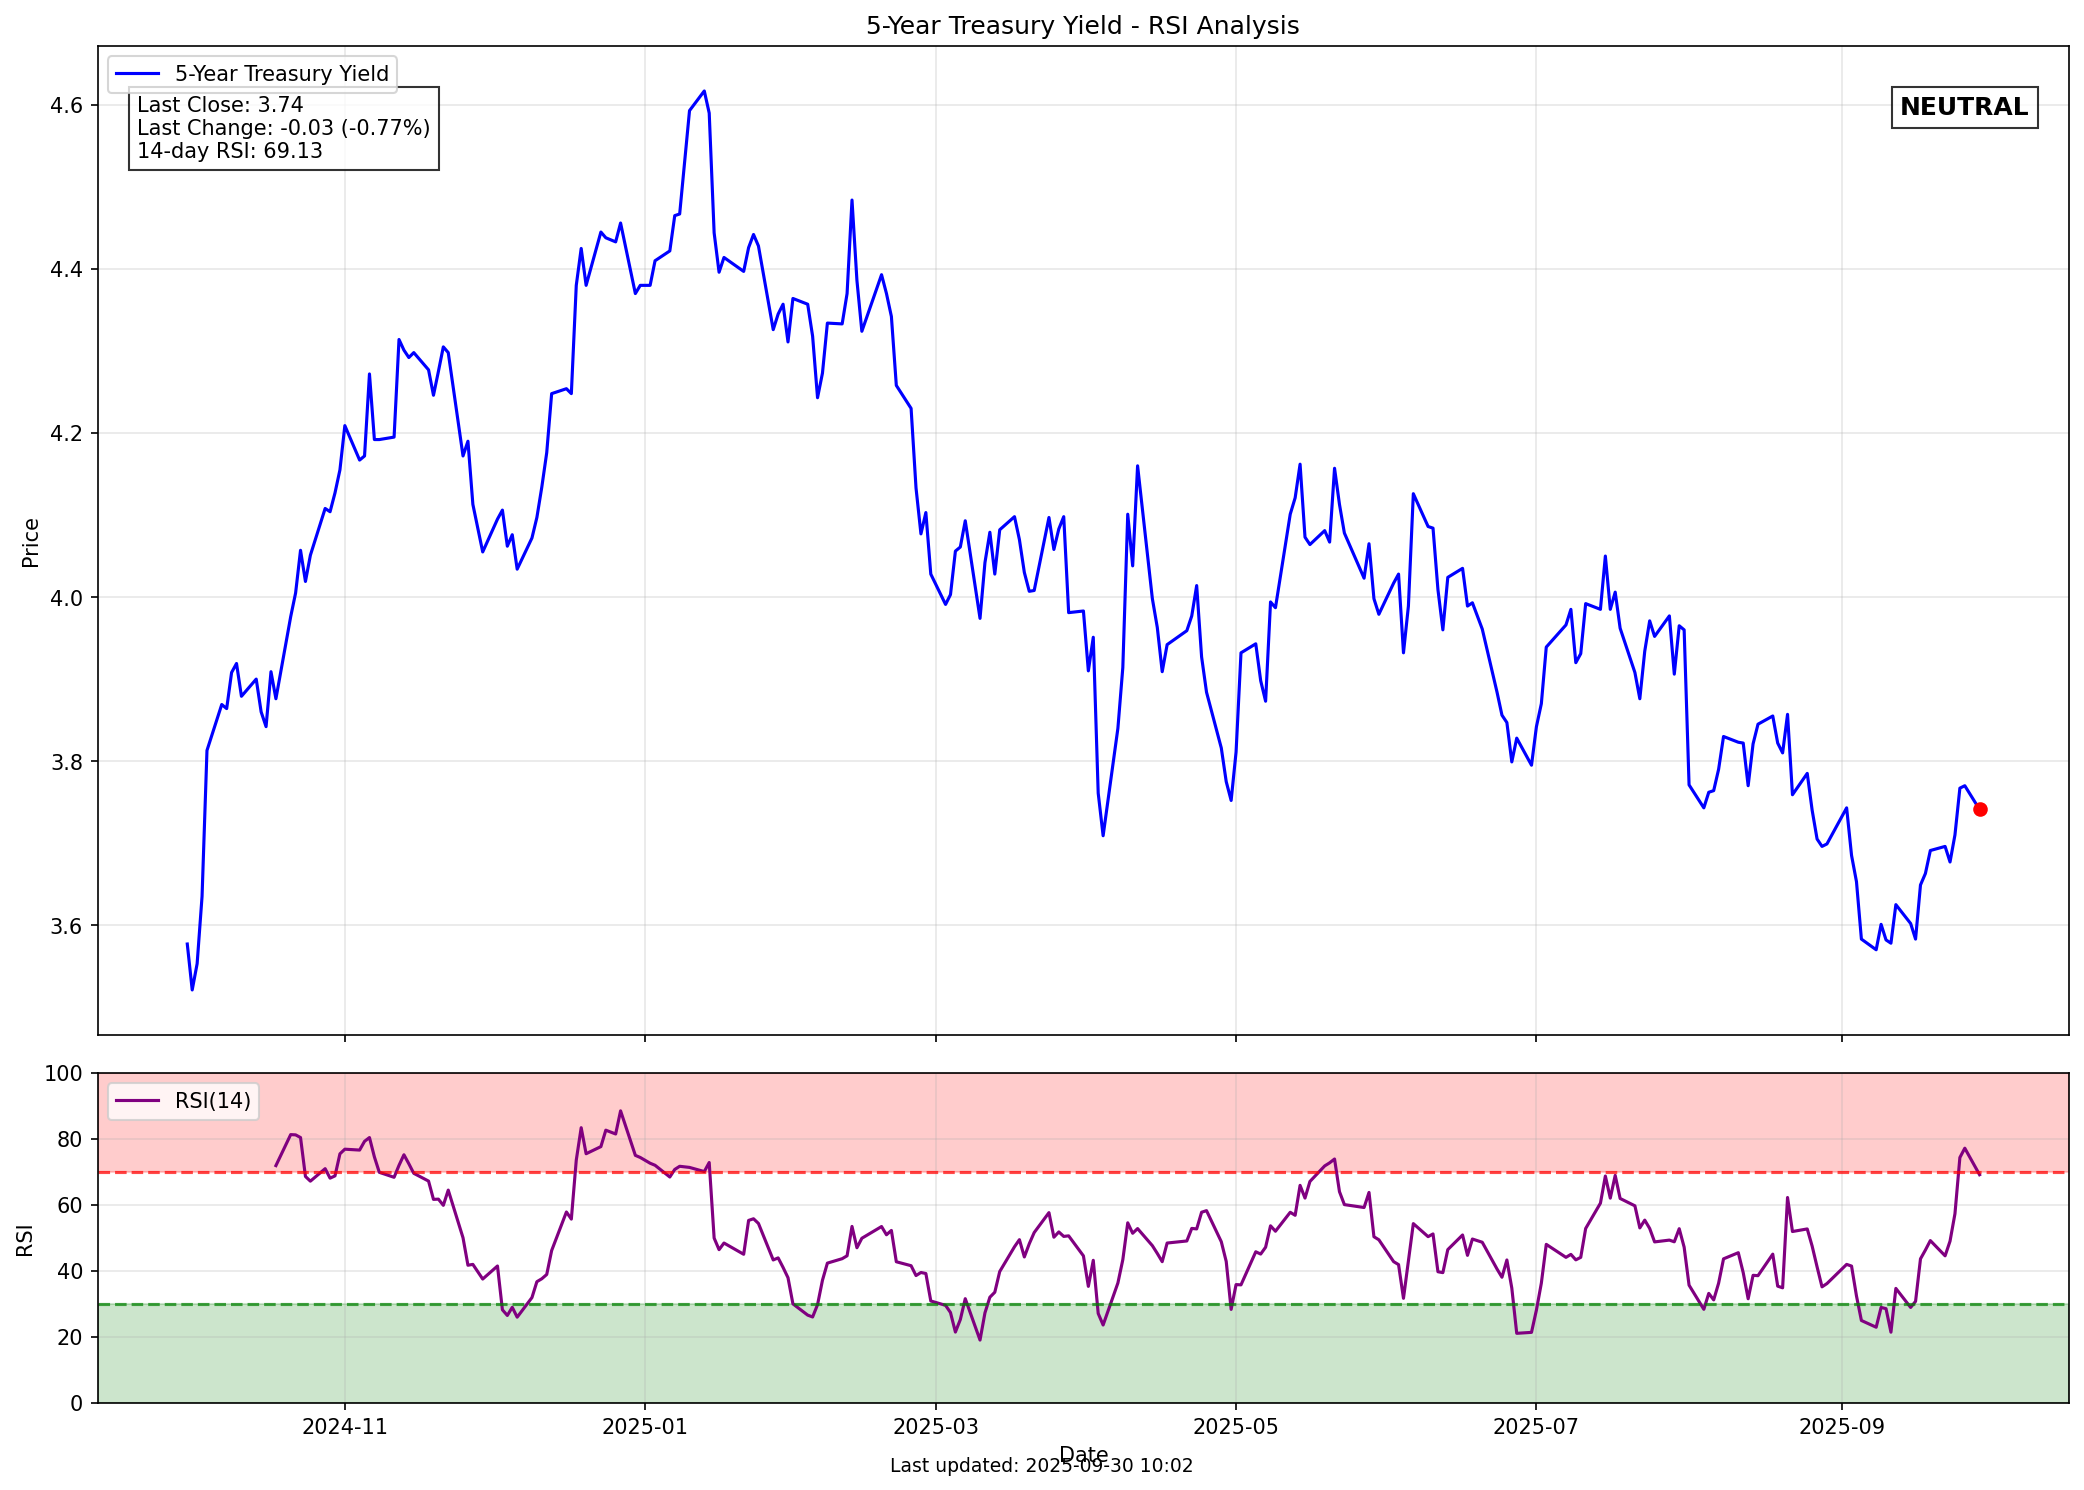 5-Year Treasury Yield - RSI Analysis
5-Year Treasury Yield
Last Close: 3.74
Last Change: -0.03 (-0.77%)
14-day RSI: 69.13
NEUTRAL
Price
4.6
4.4
4.2
4.0
3.8
3.6
RSI(14)
RSI
100
80
60
40
20
0
2024-11
2025-01
2025-03
2025-05
2025-07
2025-09
Date
Last updated: 2025-09-30 10:02